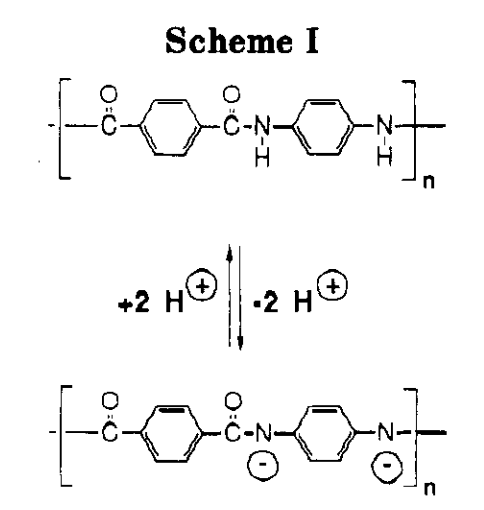 Scheme I
O O
C C N N
H H
n
+2 H + -2 H +
O O
C C N N
- -
n